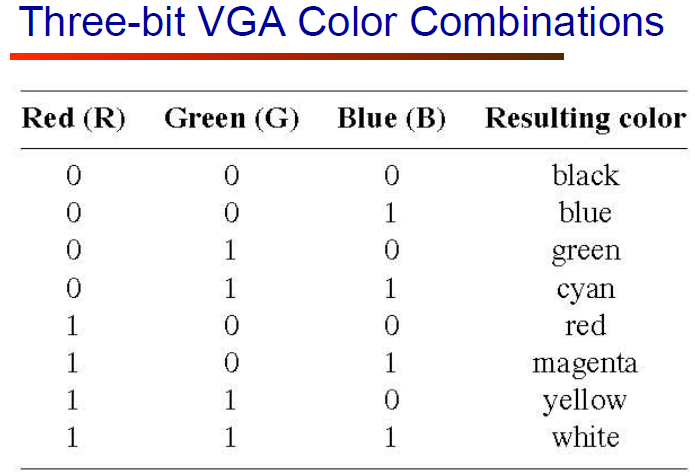 Three-bit VGA Color Combinations
Red (R) Green (G) Blue (B) Resulting color
0 0 0 black
0 0 1 blue
0 1 0 green
0 1 1 cyan
1 0 0 red
1 0 1 magenta
1 1 0 yellow
1 1 1 white